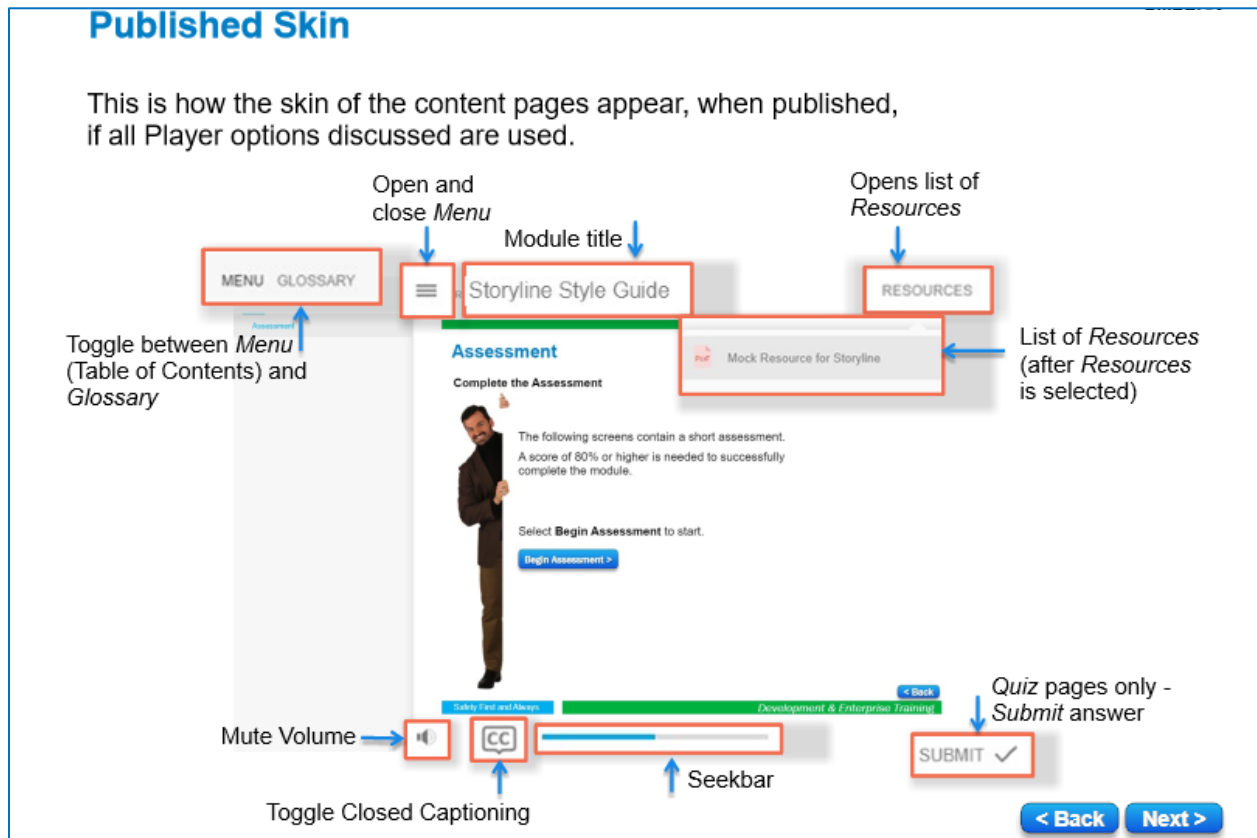 Published Skin
This is how the skin of the content pages appear, when published,
if all Player options discussed are used.
Open and
close Menu
Opens list of
Resources
Module title
MENU GLOSSARY
Storyline Style Guide
RESOURCES
Assessment
Toggle between Menu
(Table of Contents) and
Glossary
Assessment
PDF Mock Resource for Storyline
List of Resources
(after Resources
is selected)
Complete the Assessment
The following screens contain a short assessment.
A score of 80% or higher is needed to successfully
complete the module.
Select Begin Assessment to start.
Begin Assessment >
< Back
Safety First and Always
Development & Enterprise Training
Quiz pages only -
Submit answer
Mute Volume
CC
SUBMIT
Seekbar
Toggle Closed Captioning
< Back
Next >